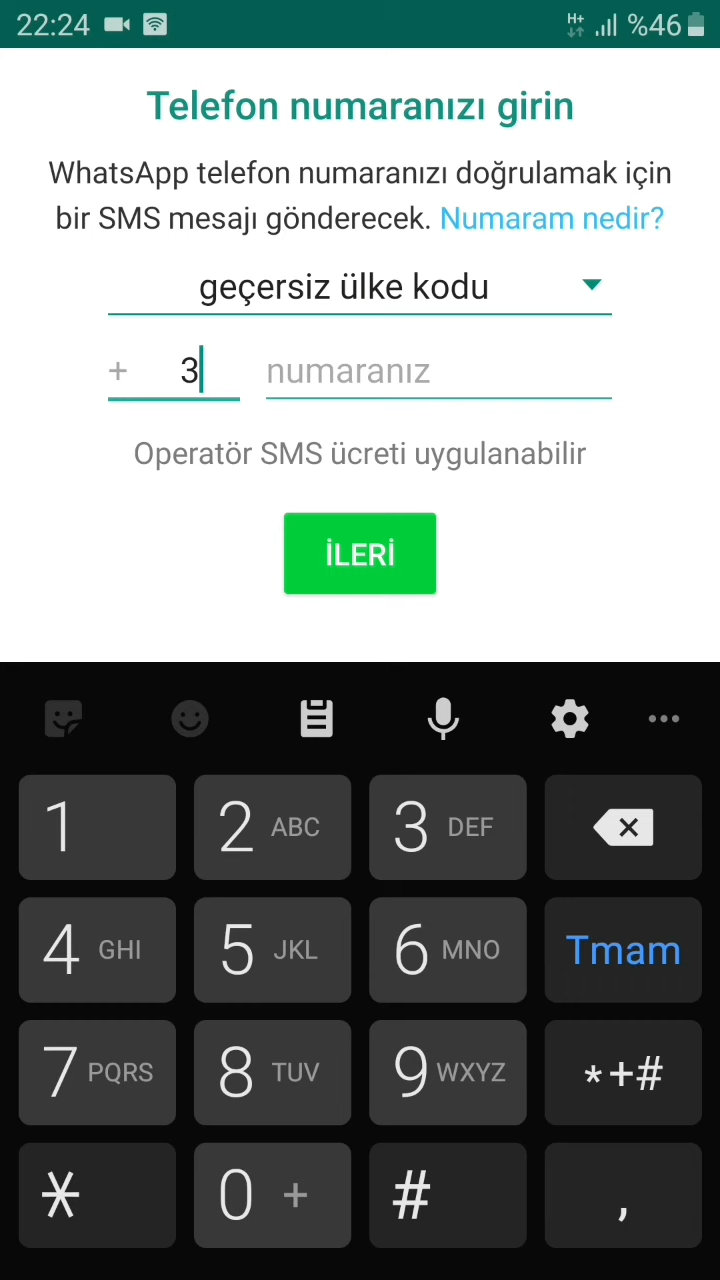 22:24 H+ %46
Telefon numaranızı girin
WhatsApp telefon numaranızı doğrulamak için
bir SMS mesajı gönderecek. Numaram nedir?
geçersiz ülke kodu
+ 3 numaranız
Operatör SMS ücreti uygulanabilir
İLERİ
1 2 ABC 3 DEF
4 GHI 5 JKL 6 MNO Tmam
7 PQRS 8 TUV 9 WXYZ *+#
* 0 + # ,